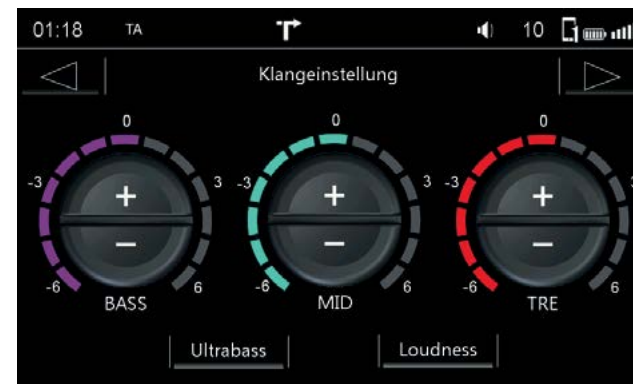 01:18 TA 10
Klangeinstellung
0 0 0
-3 3 -3 3 -3 3
+ + +
− − −
-6 6 -6 6 -6 6
BASS MID TRE
Ultrabass Loudness